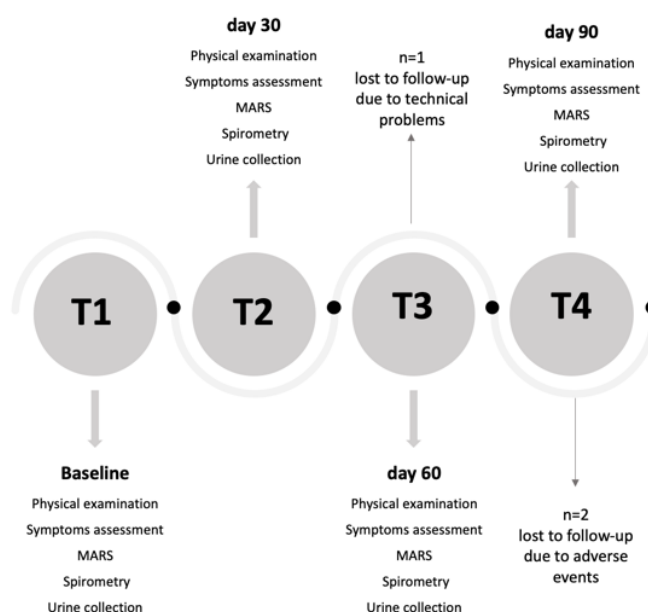 day 30
Physical examination
Symptoms assessment
MARS
Spirometry
Urine collection
n=1
lost to follow-up
due to technical
problems
day 90
Physical examination
Symptoms assessment
MARS
Spirometry
Urine collection
T1
T2
T3
T4
Baseline
Physical examination
Symptoms assessment
MARS
Spirometry
Urine collection
day 60
Physical examination
Symptoms assessment
MARS
Spirometry
Urine collection
n=2
lost to follow-up
due to adverse
events